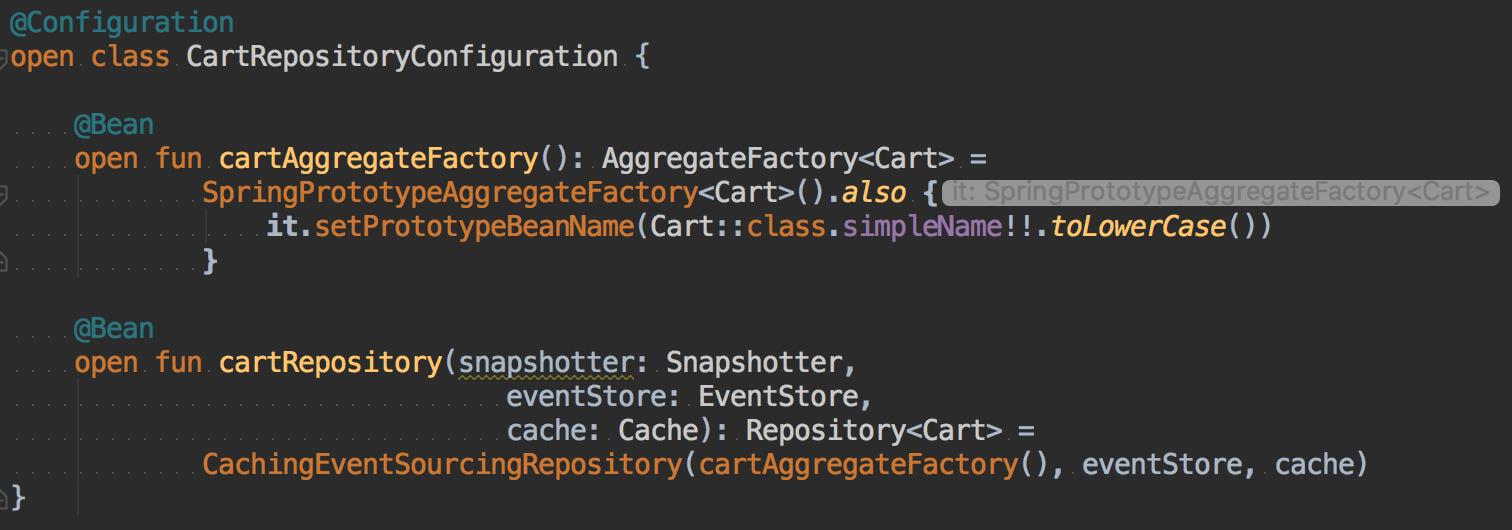 @Configuration
open class CartRepositoryConfiguration {
@Bean
open fun cartAggregateFactory(): AggregateFactory<Cart> =
SpringPrototypeAggregateFactory<Cart>().also { it: SpringPrototypeAggregateFactory<Cart>
it.setPrototypeBeanName(Cart::class.simpleName!!.toLowerCase())
}
@Bean
open fun cartRepository(snapshotter: Snapshotter,
eventStore: EventStore,
cache: Cache): Repository<Cart> =
CachingEventSourcingRepository(cartAggregateFactory(), eventStore, cache)
}